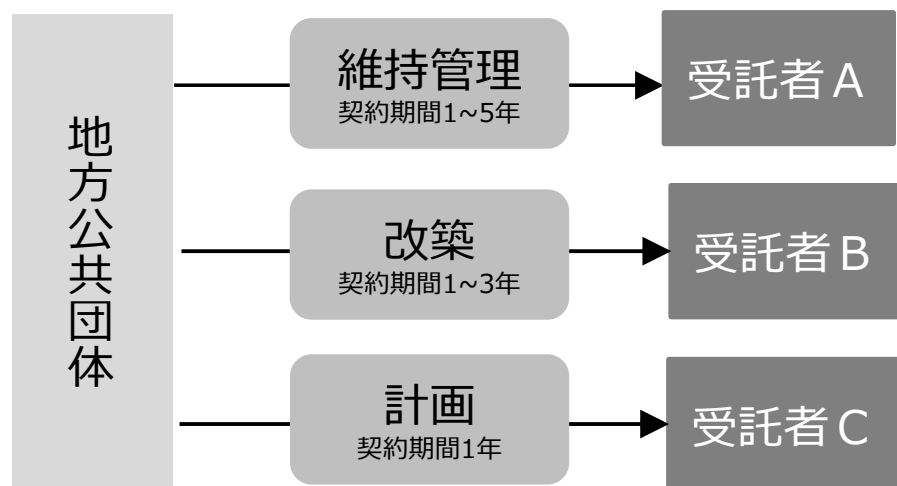 地方公共団体
維持管理
契約期間1~5年
受託者A
改築
契約期間1~3年
受託者B
計画
契約期間1年
受託者C